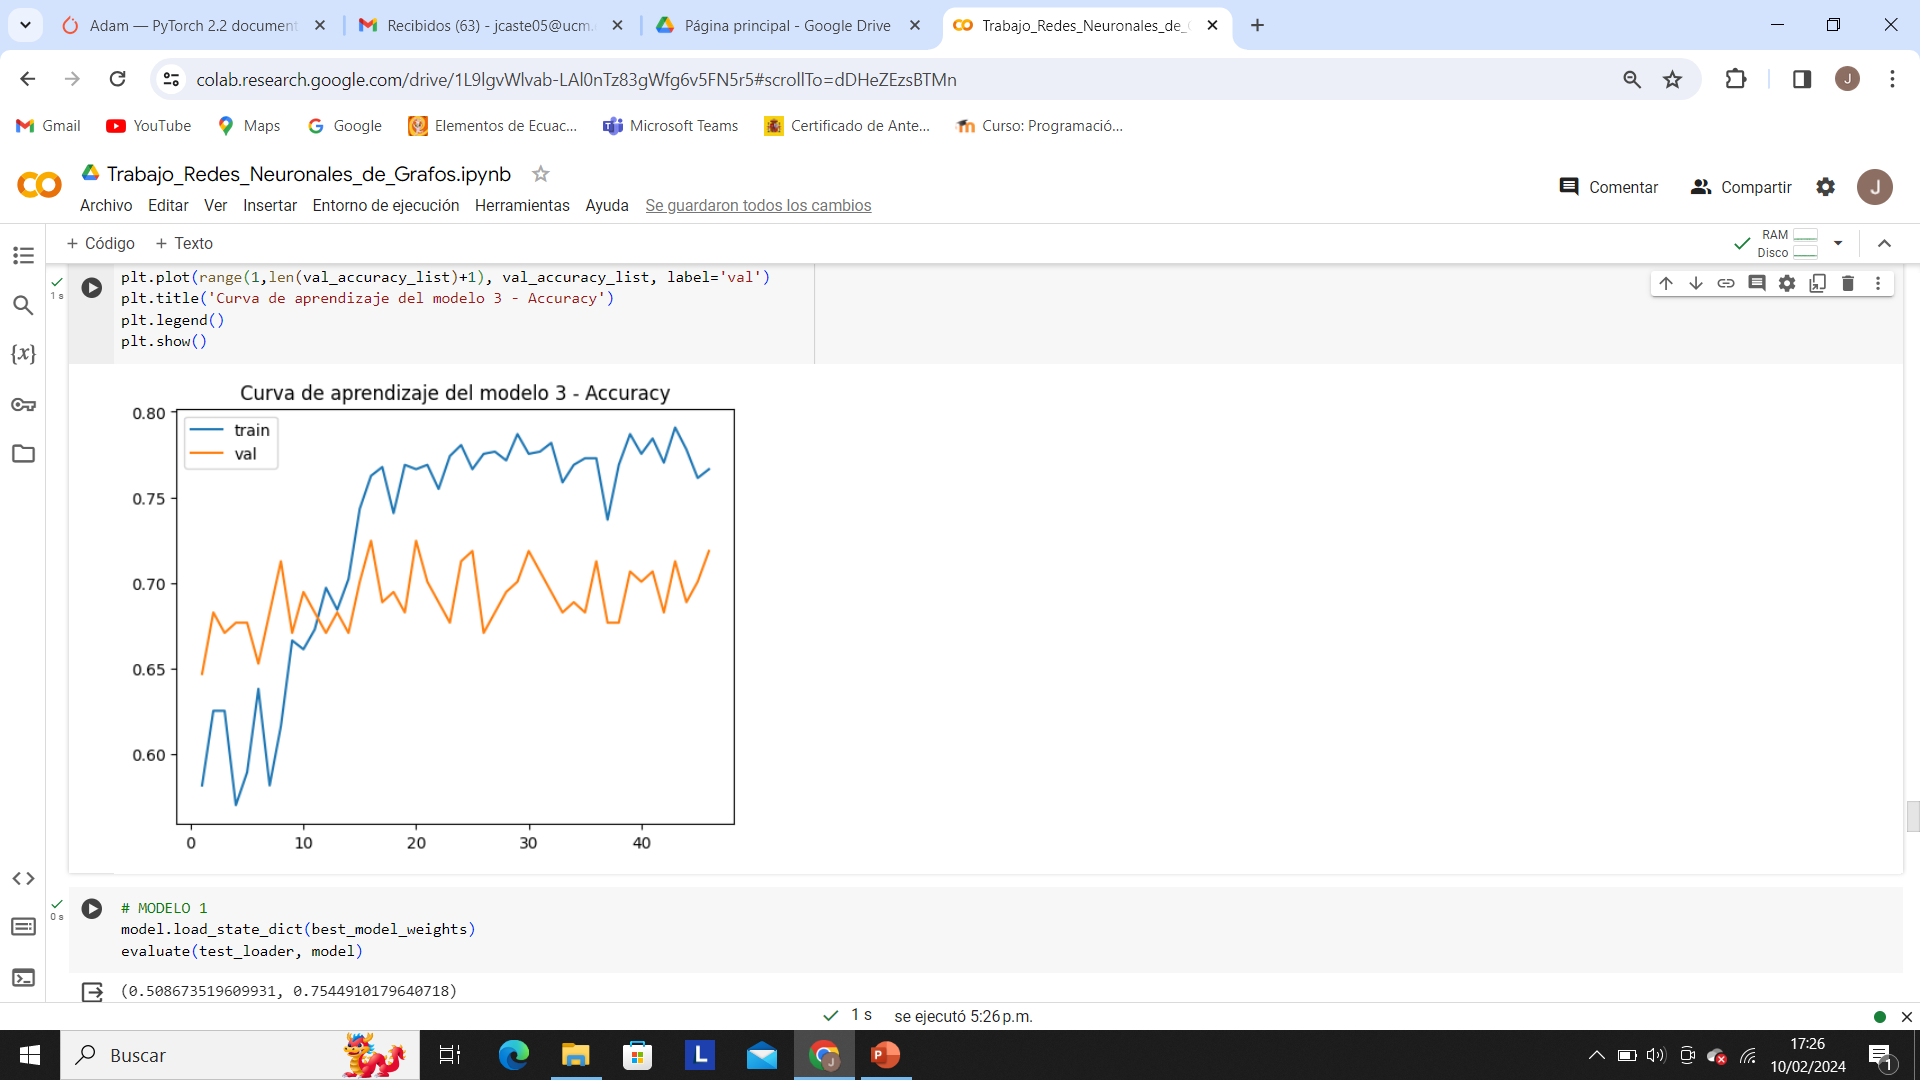 Adam — PyTorch 2.2 document
Recibidos (63) - jcaste05@ucm.
Página principal - Google Drive
Trabajo_Redes_Neuronales_de_
colab.research.google.com/drive/1L9lgvWlvab-LAl0nTz83gWfg6v5FN5r5#scrollTo=dDHeZEzsBTMn
J
Gmail
YouTube
Maps
Google
Elementos de Ecuac...
Microsoft Teams
Certificado de Ante...
Curso: Programació...
Trabajo_Redes_Neuronales_de_Grafos.ipynb
Archivo Editar Ver Insertar Entorno de ejecución Herramientas Ayuda Se guardaron todos los cambios
Comentar
Compartir
J
+ Código + Texto
RAM
Disco
{x}
1 s
plt.plot(range(1,len(val_accuracy_list)+1), val_accuracy_list, label='val')
plt.title('Curva de aprendizaje del modelo 3 - Accuracy')
plt.legend()
plt.show()
Curva de aprendizaje del modelo 3 - Accuracy
train
val
0.80
0.75
0.70
0.65
0.60
0 10 20 30 40
0 s
# MODELO 1
model.load_state_dict(best_model_weights)
evaluate(test_loader, model)
(0.508673519609931, 0.7544910179640718)
1 s se ejecutó 5:26 p.m.
Buscar
L
J
P
17:26
10/02/2024
1